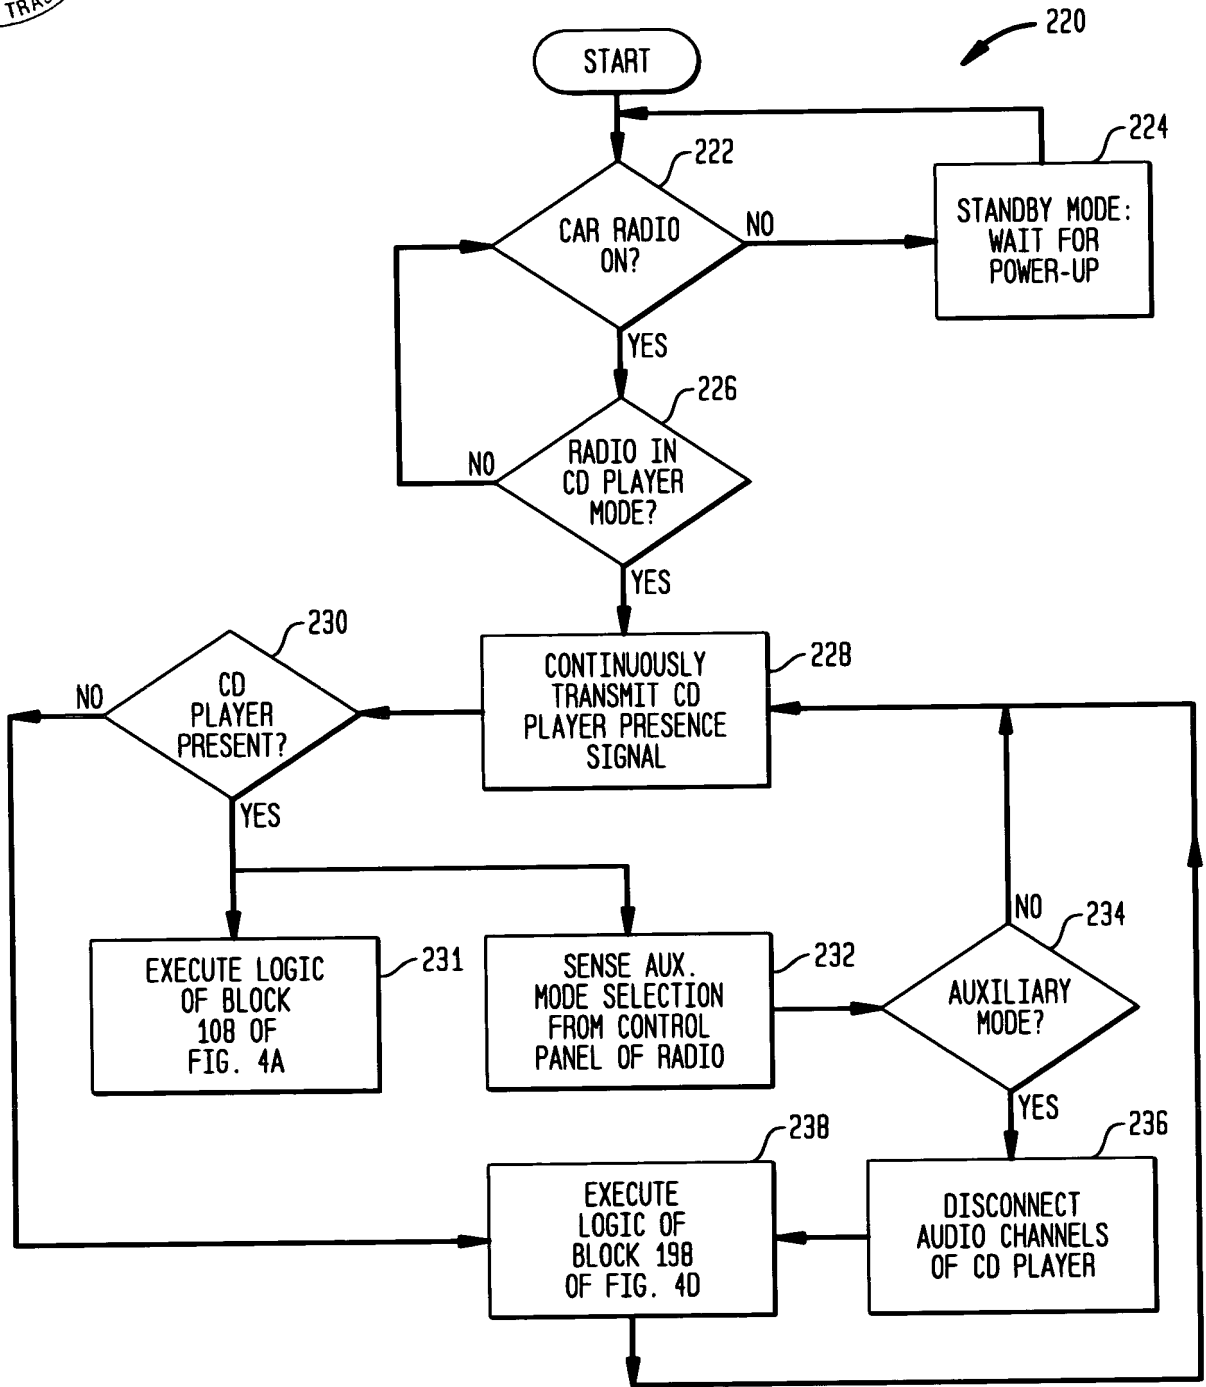 TRAD
220
START
224
222
STANDBY MODE:
WAIT FOR
POWER-UP
CAR RADIO
ON?
NO
YES
226
RADIO IN
CD PLAYER
MODE?
NO
YES
230
CONTINUOUSLY
TRANSMIT CD
PLAYER PRESENCE
SIGNAL
228
CD
PLAYER
PRESENT?
NO
YES
NO
234
EXECUTE LOGIC
OF BLOCK
108 OF
FIG. 4A
231
SENSE AUX.
MODE SELECTION
FROM CONTROL
PANEL OF RADIO
232
AUXILIARY
MODE?
YES
238
236
EXECUTE
LOGIC OF
BLOCK 198
OF FIG. 4D
DISCONNECT
AUDIO CHANNELS
OF CD PLAYER